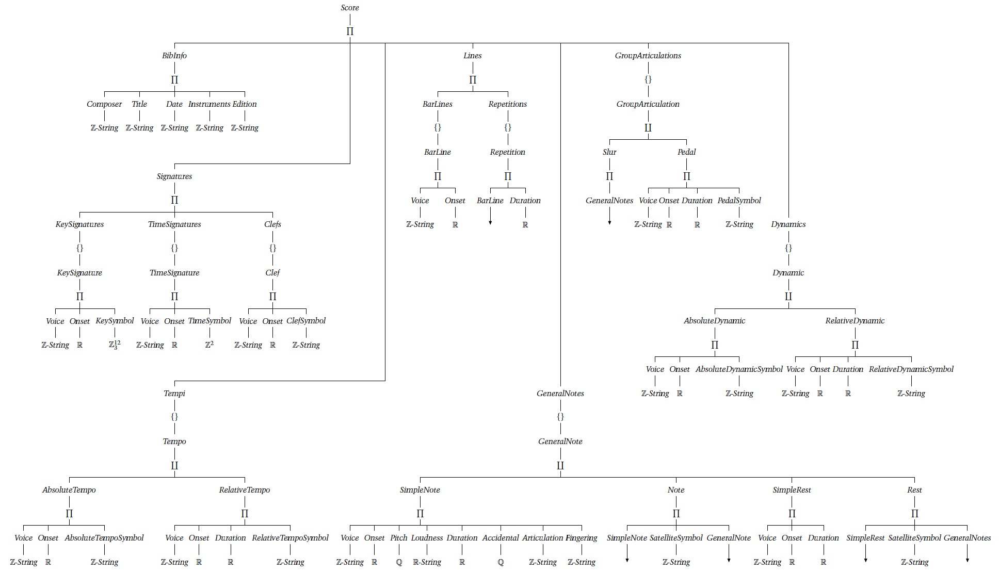 Score
∏
BibInfo Lines GroupArticulations
∏ ∏ {}
Composer Title Date Instruments Edition BarLines Repetitions GroupArticulation
ℤ-String ℤ-String ℤ-String ℤ-String ℤ-String {} {} ∐
BarLine Repetition Slur Pedal
Signatures ∏ ∏ ∏ ∏
∏ Voice Onset BarLine Duration GeneralNotes Voice Onset Duration PedalSymbol
KeySignatures TimeSignatures Clefs ℤ-String ℝ ℝ ℤ-String ℝ ℝ ℤ-String Dynamics
{} {} {} {}
KeySignature TimeSignature Clef Dynamic
∏ ∏ ∏ ∐
Voice Onset KeySymbol Voice Onset TimeSymbol Voice Onset ClefSymbol AbsoluteDynamic RelativeDynamic
ℤ-String ℝ ℤ₃¹² ℤ-String ℝ ℤ² ℤ-String ℝ ℤ-String ∏ ∏
Voice Onset AbsoluteDynamicSymbol Voice Onset Duration RelativeDynamicSymbol
Tempi GeneralNotes ℤ-String ℝ ℤ-String ℤ-String ℝ ℝ ℤ-String
{} {}
Tempo GeneralNote
∐ ∐
AbsoluteTempo RelativeTempo SimpleNote Note SimpleRest Rest
∏ ∏ ∏ ∏ ∏ ∏
Voice Onset AbsoluteTempoSymbol Voice Onset Duration RelativeTempoSymbol Voice Onset Pitch Loudness Duration Accidental Articulation Fingering SimpleNote SatelliteSymbol GeneralNote Voice Onset Duration SimpleRest SatelliteSymbol GeneralNotes
ℤ-String ℝ ℤ-String ℤ-String ℝ ℝ ℤ-String ℤ-String ℝ ℚ ℝ-String ℝ ℚ ℤ-String ℤ-String ℤ-String ℤ-String ℝ ℝ ℤ-String